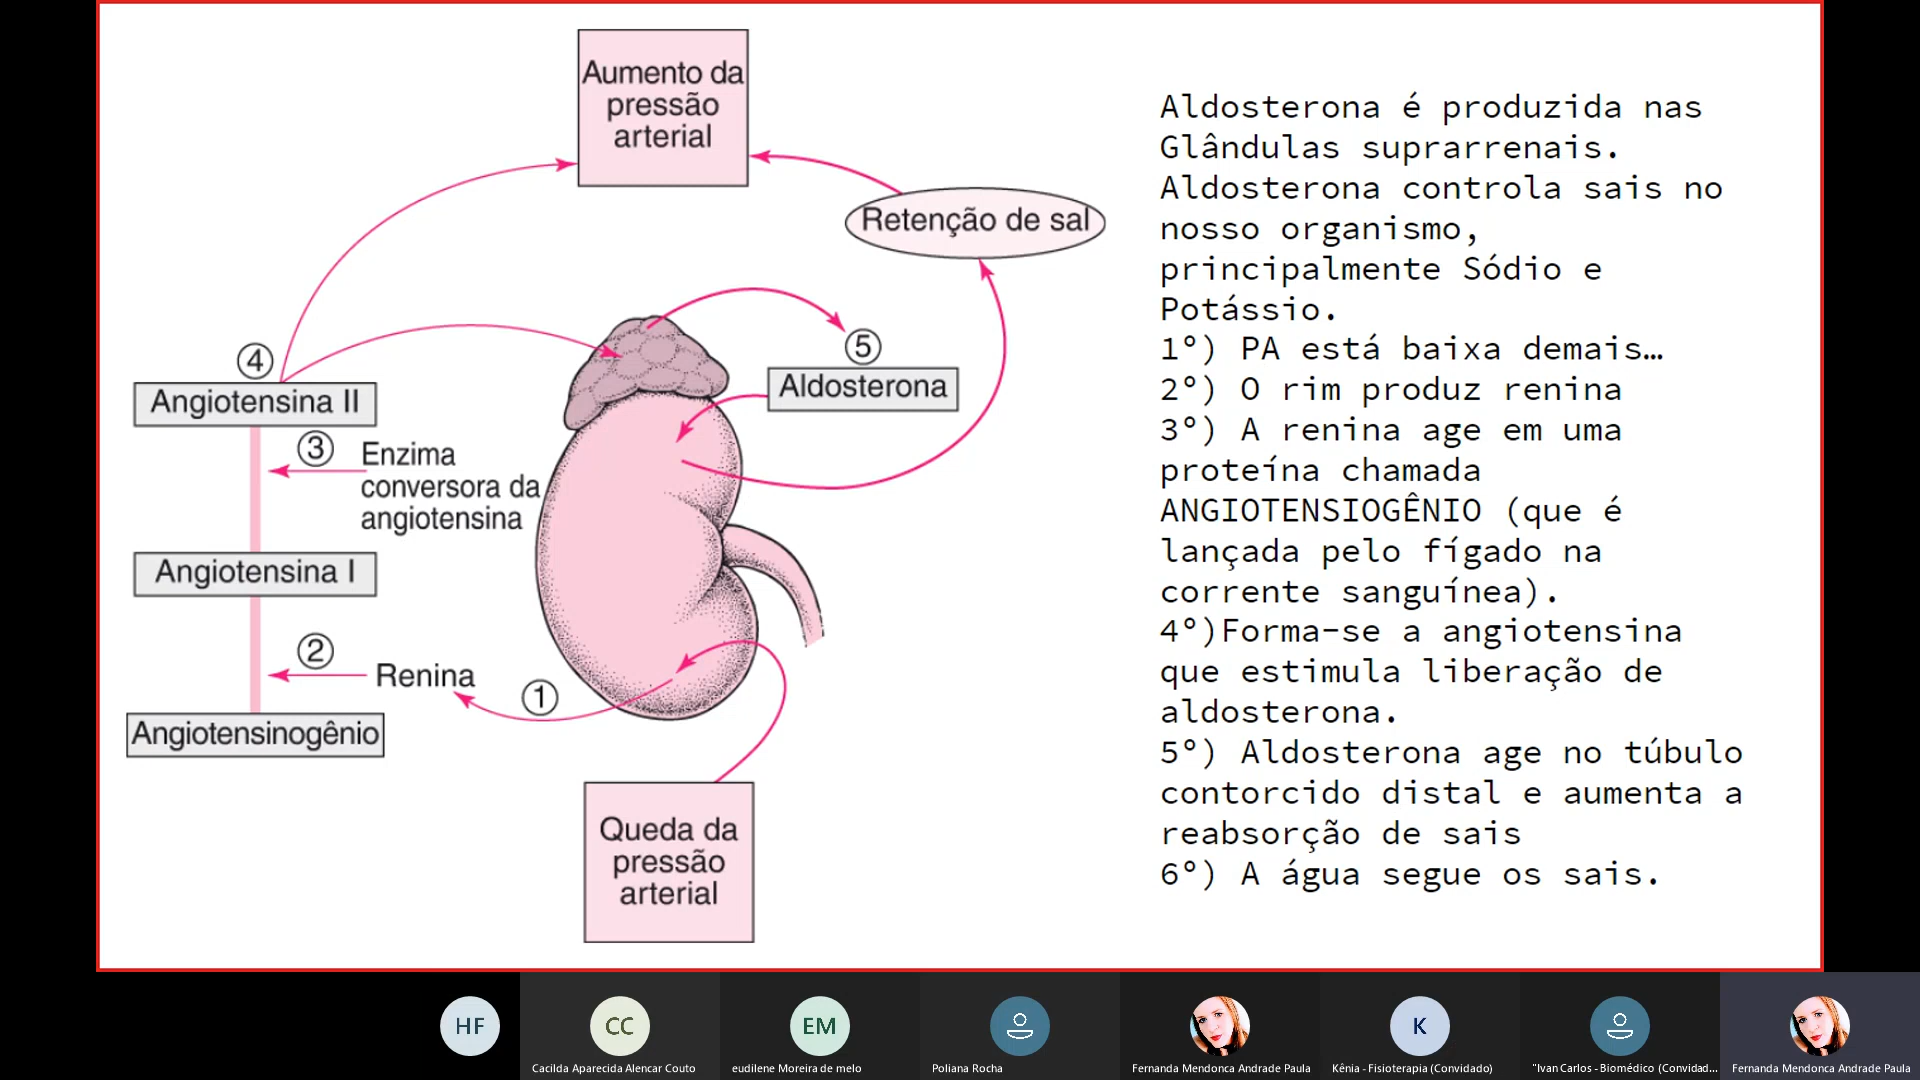 Aumento da
pressão
arterial
Retenção de sal
4
Angiotensina II
5
Aldosterona
3
Enzima
conversora da
angiotensina
Angiotensina I
2
Renina
1
Angiotensinogênio
Queda da
pressão
arterial
Aldosterona é produzida nas
Glândulas suprarrenais.
Aldosterona controla sais no
nosso organismo,
principalmente Sódio e
Potássio.
1°) PA está baixa demais…
2°) O rim produz renina
3°) A renina age em uma
proteína chamada
ANGIOTENSIOGÊNIO (que é
lançada pelo fígado na
corrente sanguínea).
4°)Forma-se a angiotensina
que estimula liberação de
aldosterona.
5°) Aldosterona age no túbulo
contorcido distal e aumenta a
reabsorção de sais
6°) A água segue os sais.
HF
CC
Cacilda Aparecida Alencar Couto
EM
eudilene Moreira de melo
Poliana Rocha
Fernanda Mendonca Andrade Paula
K
Kênia - Fisioterapia (Convidado)
"Ivan Carlos - Biomédico (Convidad...
Fernanda Mendonca Andrade Paula